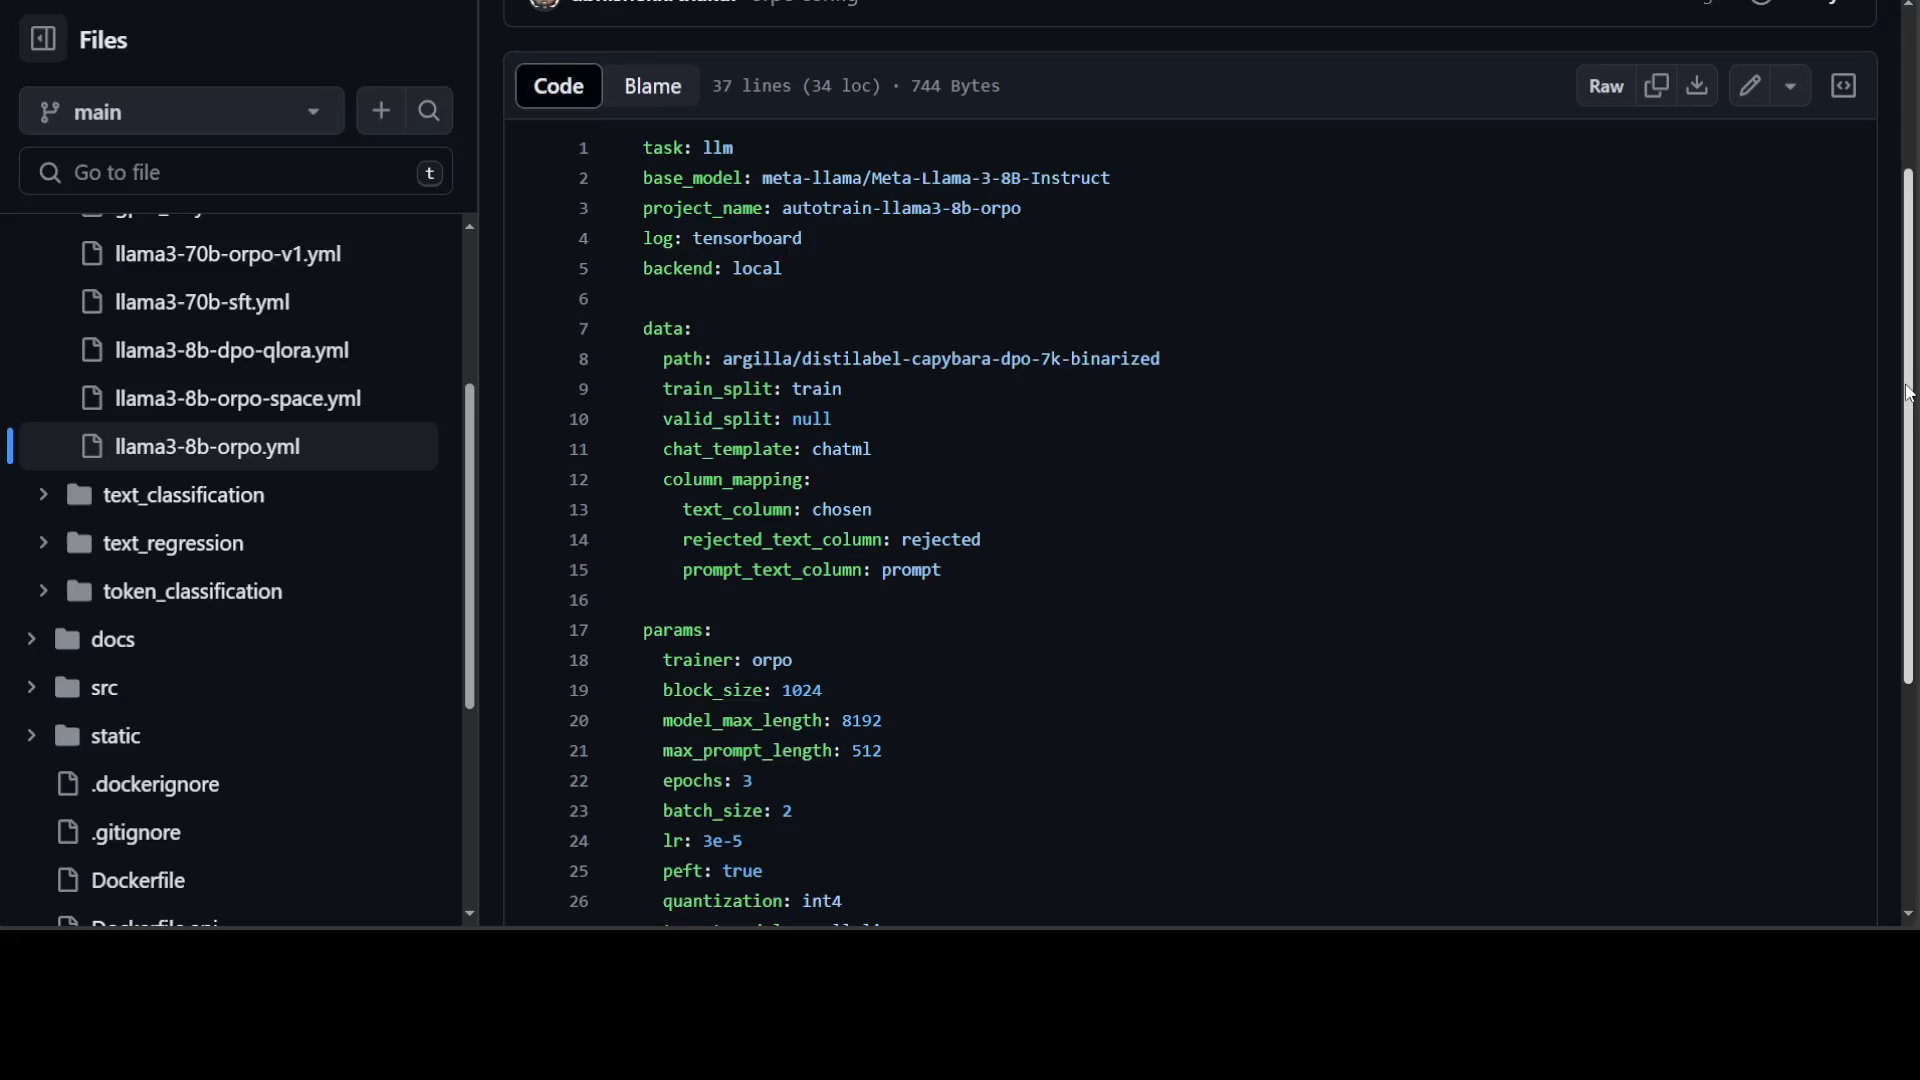 Files
main
Go to file
t
llama3-70b-orpo-v1.yml
llama3-70b-sft.yml
llama3-8b-dpo-qlora.yml
llama3-8b-orpo-space.yml
llama3-8b-orpo.yml
text_classification
text_regression
token_classification
docs
src
static
.dockerignore
.gitignore
Dockerfile
Code Blame 37 lines (34 loc) · 744 Bytes Raw
1 task: llm
2 base_model: meta-llama/Meta-Llama-3-8B-Instruct
3 project_name: autotrain-llama3-8b-orpo
4 log: tensorboard
5 backend: local
6
7 data:
8 path: argilla/distilabel-capybara-dpo-7k-binarized
9 train_split: train
10 valid_split: null
11 chat_template: chatml
12 column_mapping:
13 text_column: chosen
14 rejected_text_column: rejected
15 prompt_text_column: prompt
16
17 params:
18 trainer: orpo
19 block_size: 1024
20 model_max_length: 8192
21 max_prompt_length: 512
22 epochs: 3
23 batch_size: 2
24 lr: 3e-5
25 peft: true
26 quantization: int4